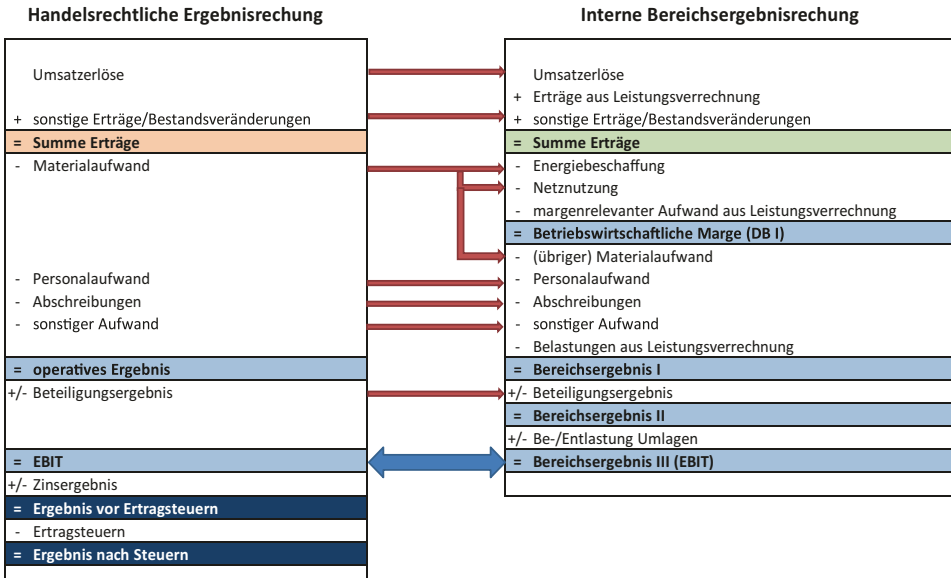 Handelsrechtliche Ergebnisrechung
Umsatzerlöse
+ sonstige Erträge/Bestandsveränderungen
= Summe Erträge
- Materialaufwand
- Personalaufwand
- Abschreibungen
- sonstiger Aufwand
= operatives Ergebnis
+/- Beteiligungsergebnis
= EBIT
+/- Zinsergebnis
= Ergebnis vor Ertragsteuern
- Ertragsteuern
= Ergebnis nach Steuern
Interne Bereichsergebnisrechung
Umsatzerlöse
+ Erträge aus Leistungsverrechnung
+ sonstige Erträge/Bestandsveränderungen
= Summe Erträge
- Energiebeschaffung
- Netznutzung
- margenrelevanter Aufwand aus Leistungsverrechnung
= Betriebswirtschaftliche Marge (DB I)
- (übriger) Materialaufwand
- Personalaufwand
- Abschreibungen
- sonstiger Aufwand
- Belastungen aus Leistungsverrechnung
= Bereichsergebnis I
+/- Beteiligungsergebnis
= Bereichsergebnis II
+/- Be-/Entlastung Umlagen
= Bereichsergebnis III (EBIT)